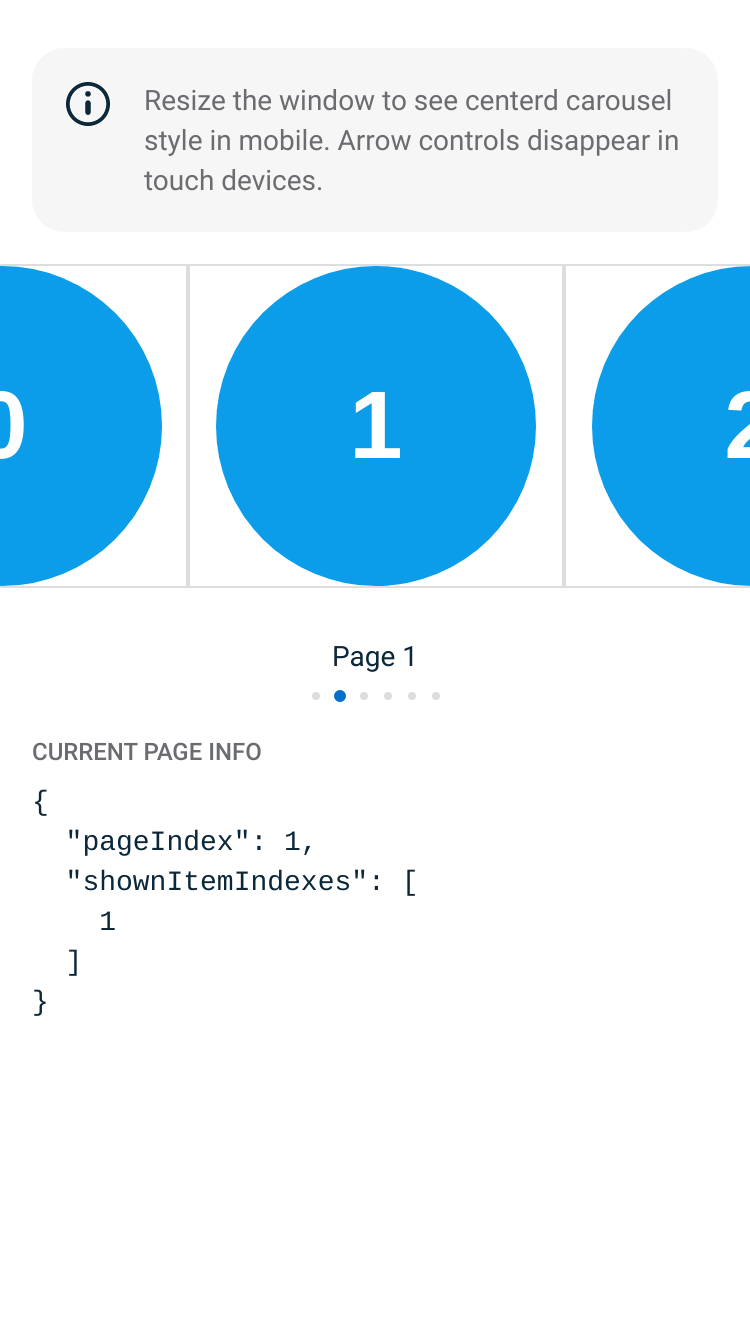 Resize the window to see centerd carousel
style in mobile. Arrow controls disappear in
touch devices.
0 1 2
Page 1
CURRENT PAGE INFO
{
  "pageIndex": 1,
  "shownItemIndexes": [
    1
  ]
}